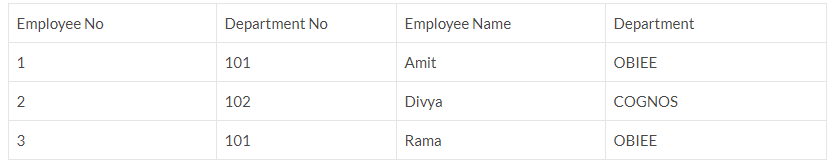 Employee No Department No Employee Name Department
1 101 Amit OBIEE
2 102 Divya COGNOS
3 101 Rama OBIEE